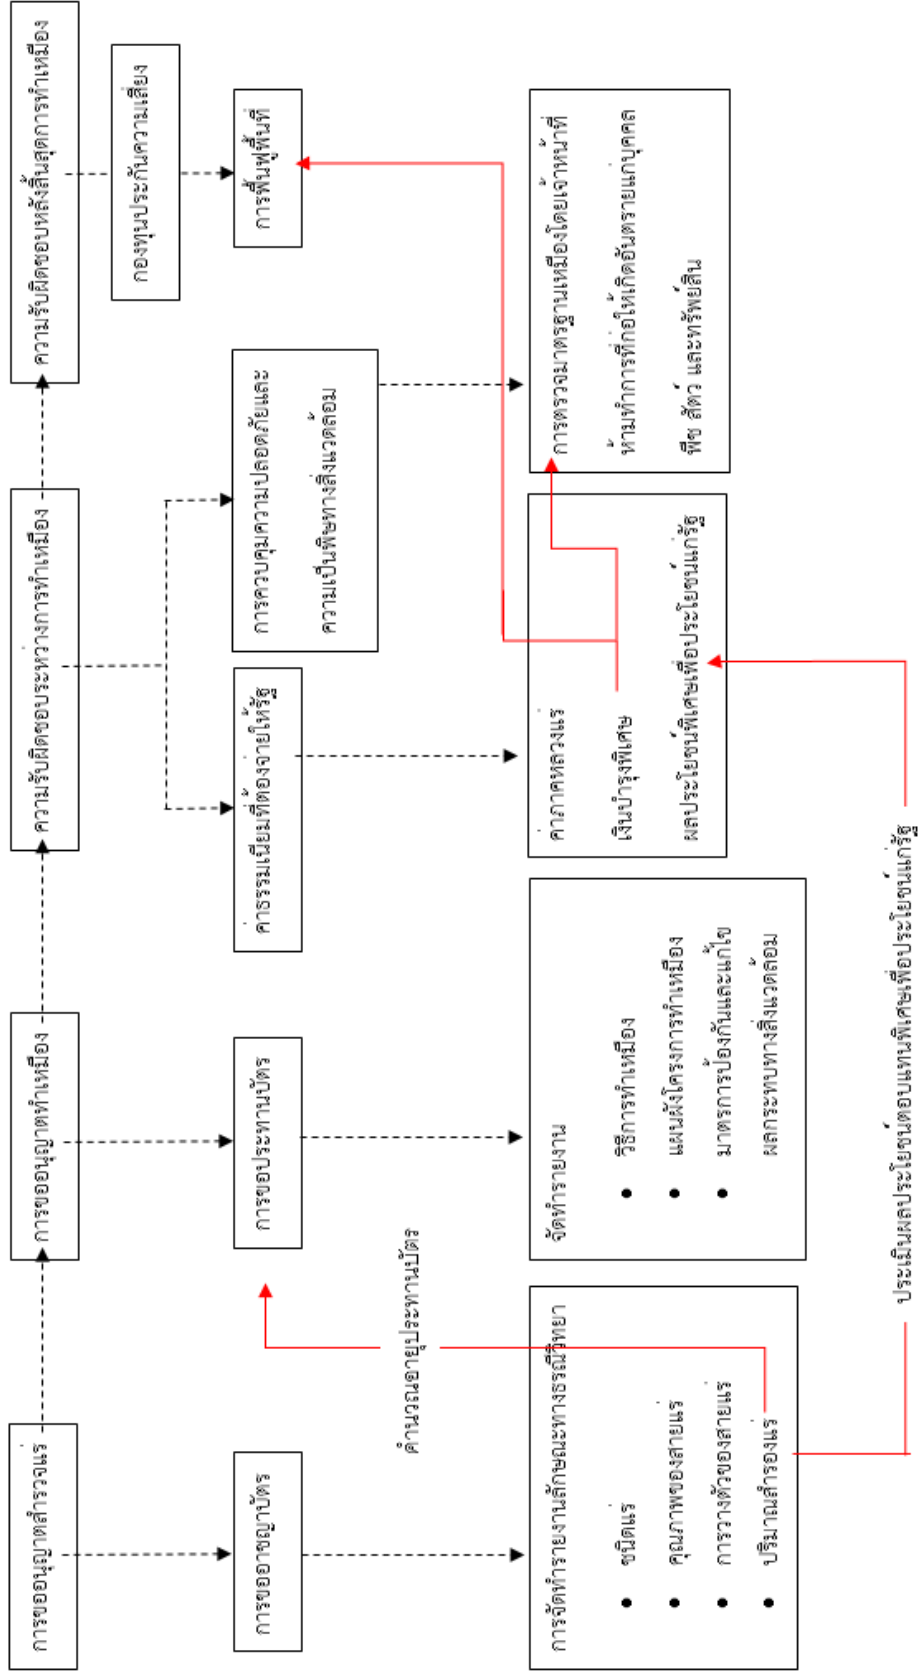 การขออนุญาตสำรวจแร่
การขออนุญาตทำเหมือง
ความรับผิดชอบระหว่างการทำเหมือง
ความรับผิดชอบหลังสิ้นสุดการทำเหมือง
กองทุนประกันความเสี่ยง
การขออาชญาบัตร
การขอประทานบัตร
ค่าธรรมเนียมที่ต้องจ่ายให้รัฐ
การควบคุมความปลอดภัยและ
ความเป็นพิษทางสิ่งแวดล้อม
การฟื้นฟูพื้นที่
คำนวณอายุประทานบัตร
การจัดทำรายงานลักษณะทางธรณีวิทยา
● ชนิดแร่
● คุณภาพของสายแร่
● การวางตัวของสายแร่
● ปริมาณสำรองแร่
จัดทำรายงาน
● วิธีการทำเหมือง
● แผนผังโครงการทำเหมือง
● มาตรการป้องกันและแก้ไข
ผลกระทบทางสิ่งแวดล้อม
ค่าภาคหลวงแร่
เงินบำรุงพิเศษ
ผลประโยชน์พิเศษเพื่อประโยชน์แก่รัฐ
การตรวจมาตรฐานเหมืองโดยเจ้าหน้าที่
ห้ามทำการที่ก่อให้เกิดอันตรายแก่บุคคล
พืช สัตว์ และทรัพย์สิน
ประเมินผลประโยชน์ตอบแทนพิเศษเพื่อประโยชน์แก่รัฐ